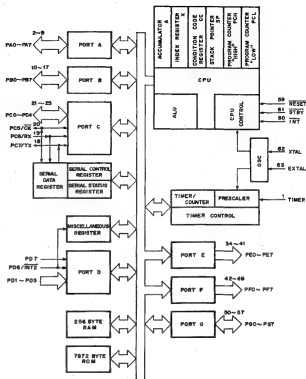 ACCUMULATOR A
INDEX REGISTER X
CONDITION CODE REGISTER CC
STACK POINTER SP
PROGRAM COUNTER "HIGH" PCH
PROGRAM COUNTER "LOW" PCL
CPU
ALU
CPU CONTROL
59 RESET
61 STBY
60 INT
OSC
62 XTAL
63 EXTAL
TIMER/COUNTER
PRESCALER
TIMER CONTROL
1 TIMER
2~9
PA0~PA7
PORT A
10~17
PB0~PB7
PORT B
21~25
PC0~PC4
20
PC5/CK
19
PC6/RX
18
PC7/TX
PORT C
SERIAL DATA REGISTER
SERIAL CONTROL REGISTER
SERIAL STATUS REGISTER
MISCELLANEOUS REGISTER
PD7
PD6/INT2
PD1~PD5
PORT D
256 BYTE RAM
7872 BYTE ROM
PORT E
34~41
PE0~PE7
PORT F
42~49
PF0~PF7
PORT G
50~57
PG0~PG7